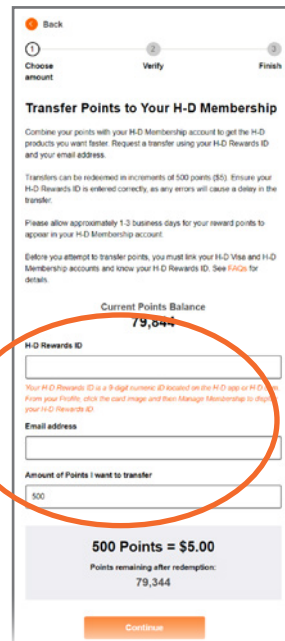 Back
1 2 3
Choose amount Verify Finish
Transfer Points to Your H-D Membership
Combine your points with your H-D Membership account to get the H-D
products you want faster. Request a transfer using your H-D Rewards ID
and your email address.
Transfers can be redeemed in increments of 500 points ($5). Ensure your
H-D Rewards ID is entered correctly, as any errors will cause a delay in the
transfer.
Please allow approximately 1-3 business days for your reward points to
appear in your H-D Membership account.
Before you attempt to transfer points, you must link your H-D Visa and H-D
Membership accounts and know your H-D Rewards ID. See FAQs for
details.
Current Points Balance
79,844
H-D Rewards ID
Your H-D Rewards ID is a 9-digit numeric ID located on the H-D app or H-D.com
From your Profile, click the card image and then Manage Membership to display
your H-D Rewards ID.
Email address
Amount of Points I want to transfer
500
500 Points = $5.00
Points remaining after redemption:
79,344
Continue